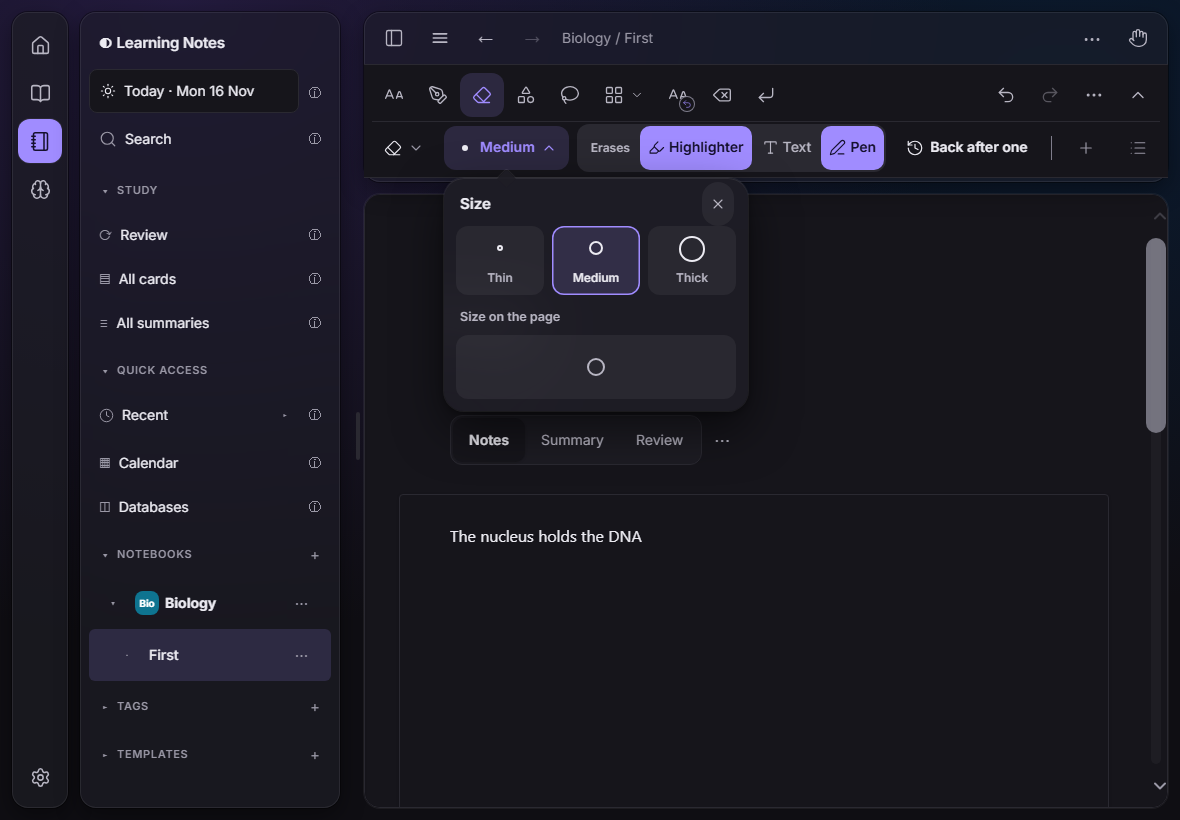 Learning Notes
Today · Mon 16 Nov
Search
STUDY
Review
All cards
All summaries
QUICK ACCESS
Recent
Calendar
Databases
NOTEBOOKS
Bio Biology
First
TAGS
TEMPLATES
Biology / First
AA
AA
Medium
Erases
Highlighter
Text
Pen
Back after one
Size
Thin
Medium
Thick
Size on the page
Notes
Summary
Review
The nucleus holds the DNA